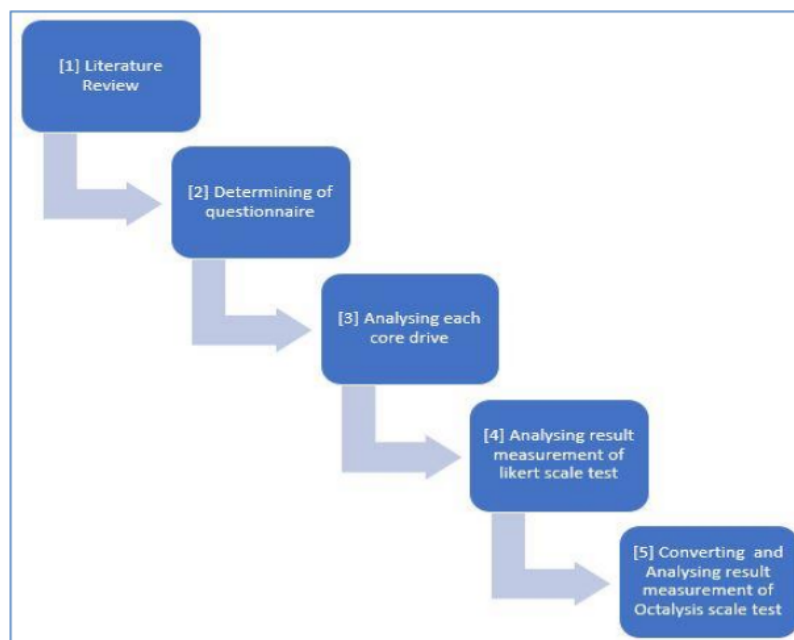 [1] Literature
Review
[2] Determining of
questionnaire
[3] Analysing each
core drive
[4] Analysing result
measurement of
likert scale test
[5] Converting and
Analysing result
measurement of
Octalysis scale test